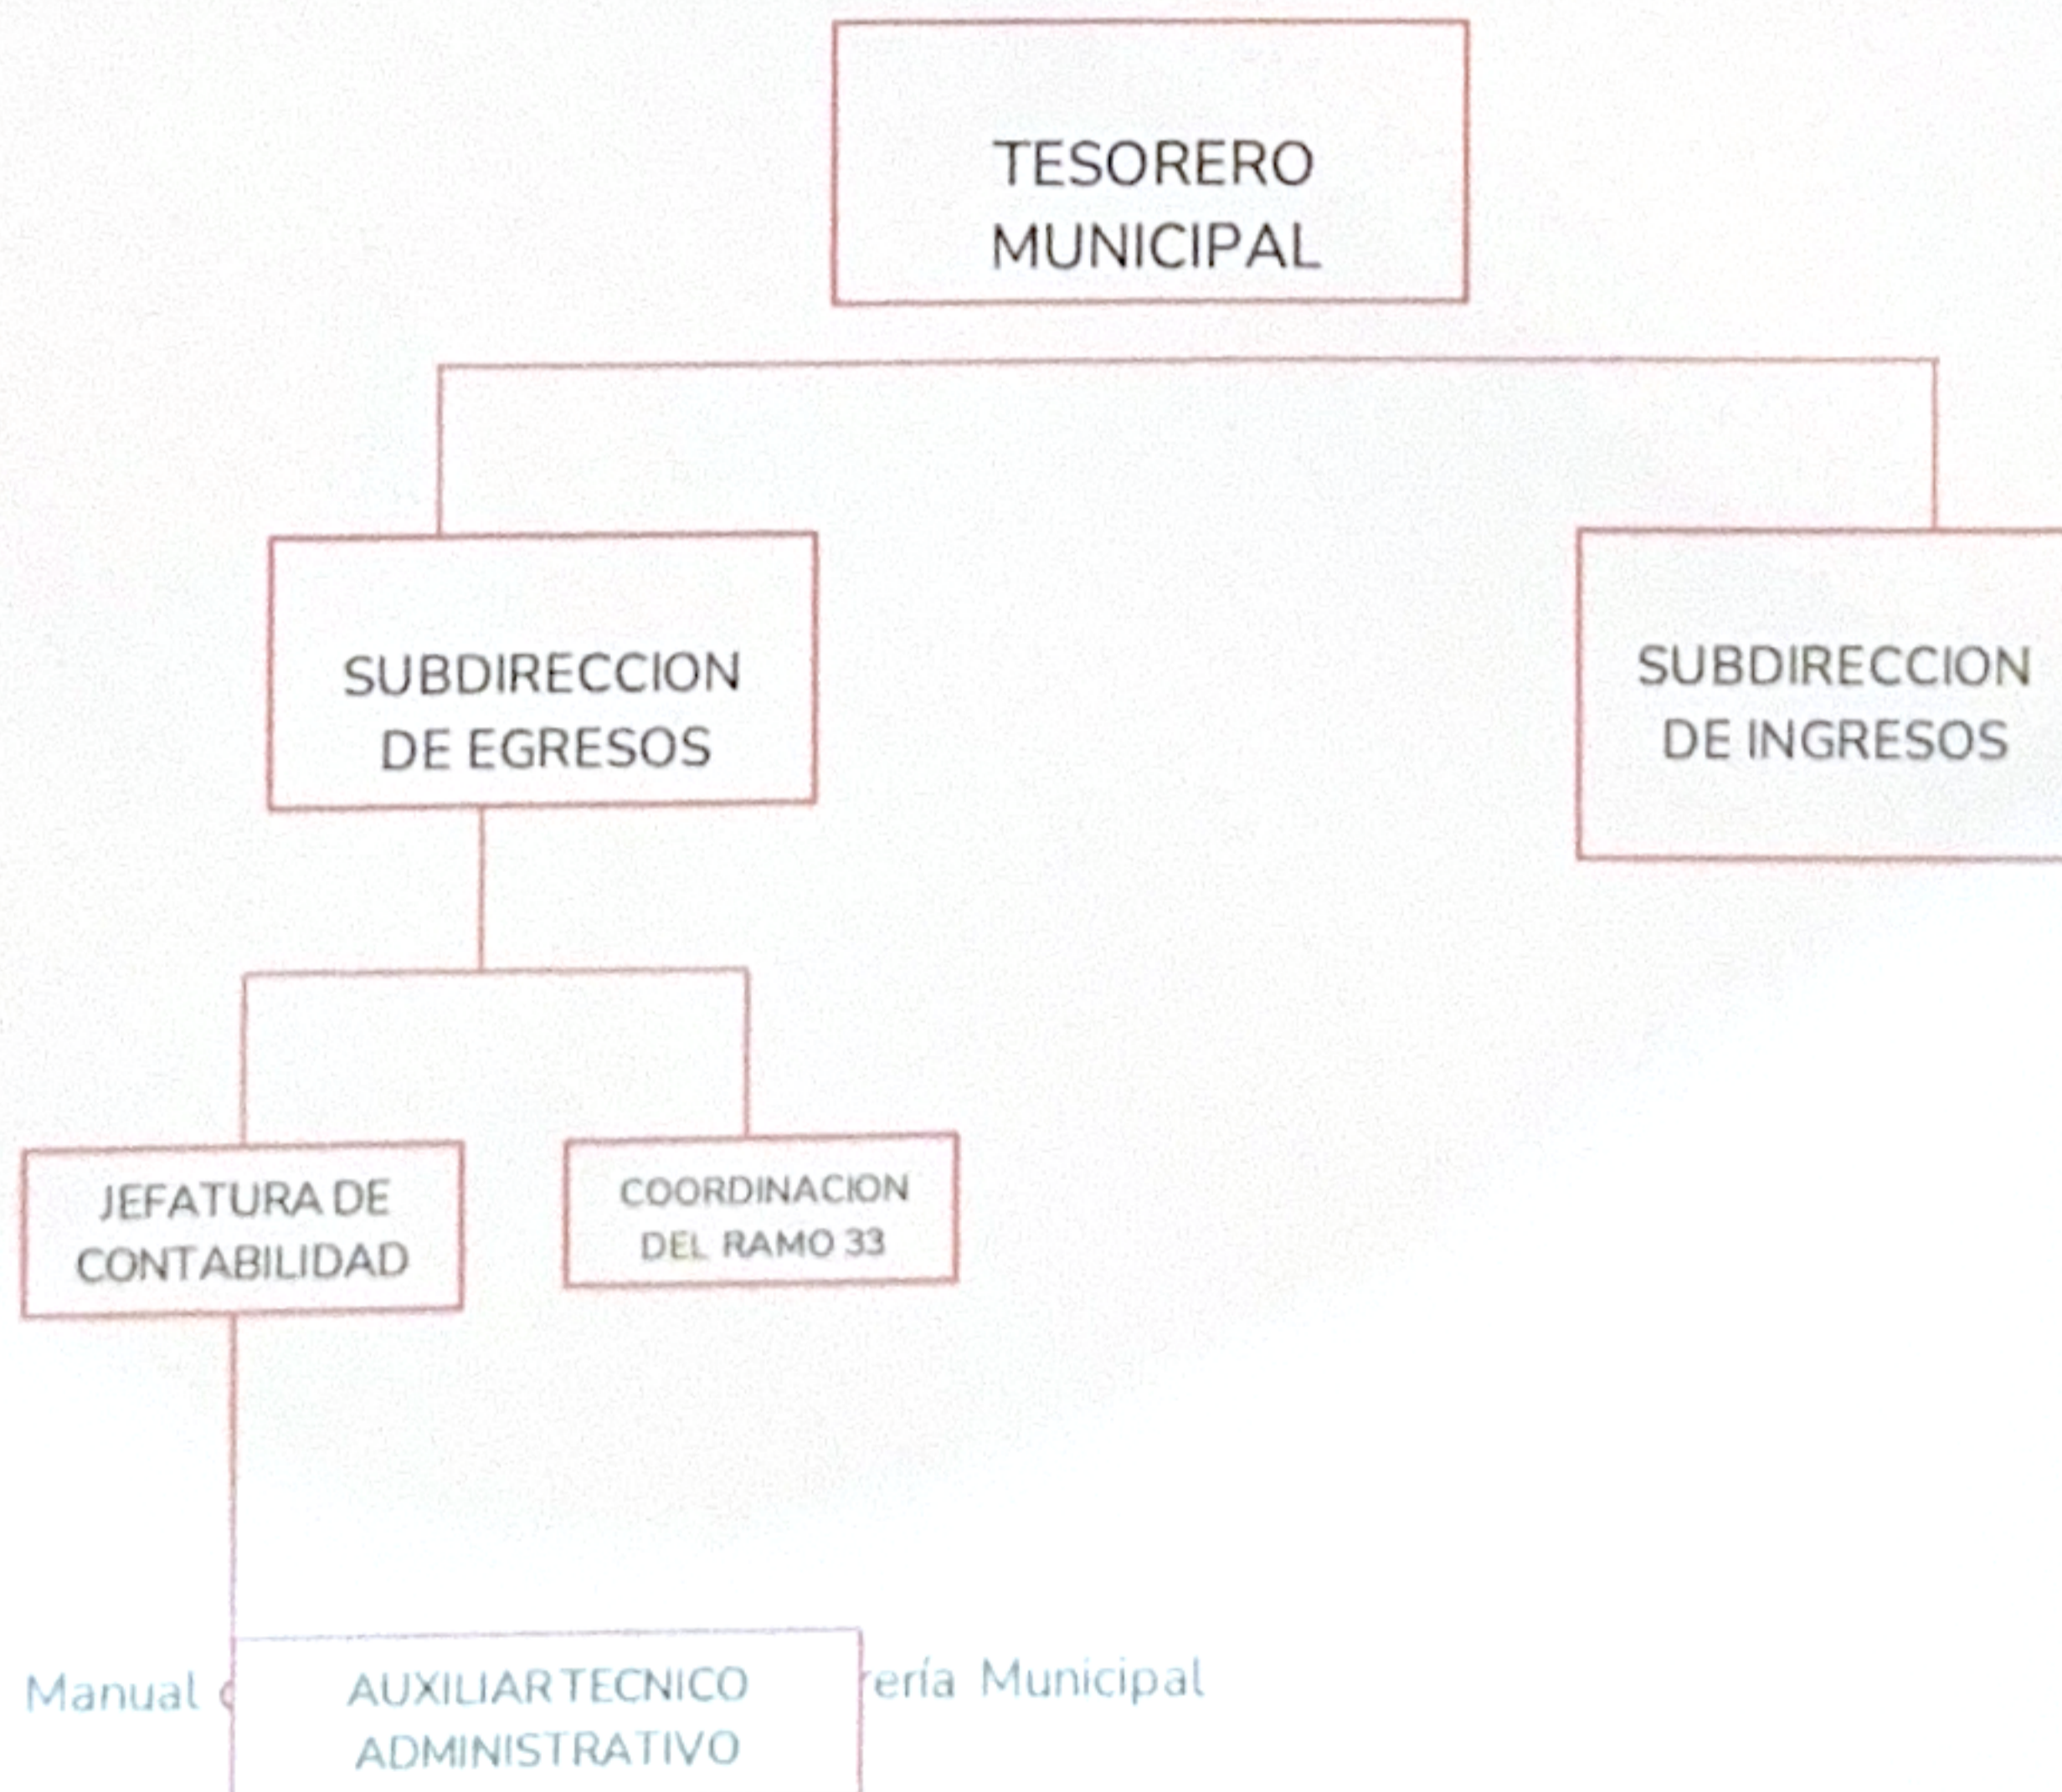 TESORERO
MUNICIPAL
SUBDIRECCION
DE EGRESOS
SUBDIRECCION
DE INGRESOS
JEFATURA DE
CONTABILIDAD
COORDINACION
DEL RAMO 33
AUXILIAR TECNICO
ADMINISTRATIVO
Manual
ería Municipal